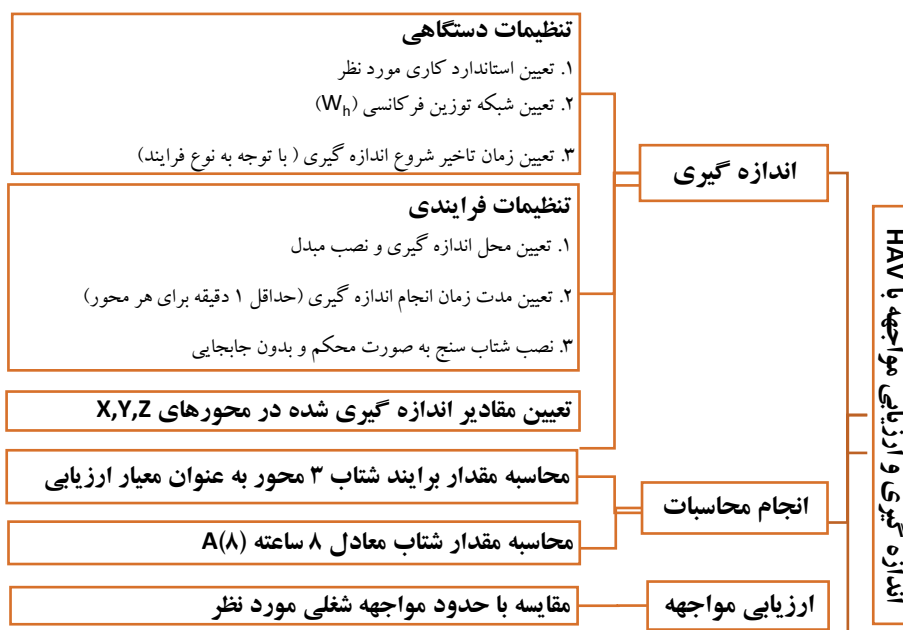 اندازه گیری و ارزیابی مواجهه با HAV
اندازه گیری
تنظیمات دستگاهی
۱. تعیین استاندارد کاری مورد نظر
۲. تعیین شبکه توزین فرکانسی (Wh)
۳. تعیین زمان تاخیر شروع اندازه گیری ( با توجه به نوع فرایند)
تنظیمات فرایندی
۱. تعیین محل اندازه گیری و نصب مبدل
۲. تعیین مدت زمان انجام اندازه گیری (حداقل ۱ دقیقه برای هر محور)
۳. نصب شتاب سنج به صورت محکم و بدون جابجایی
تعیین مقادیر اندازه گیری شده در محورهای X,Y,Z
انجام محاسبات
محاسبه مقدار برایند شتاب ۳ محور به عنوان معیار ارزیابی
محاسبه مقدار شتاب معادل ۸ ساعته A(۸)
ارزیابی مواجهه
مقایسه با حدود مواجهه شغلی مورد نظر